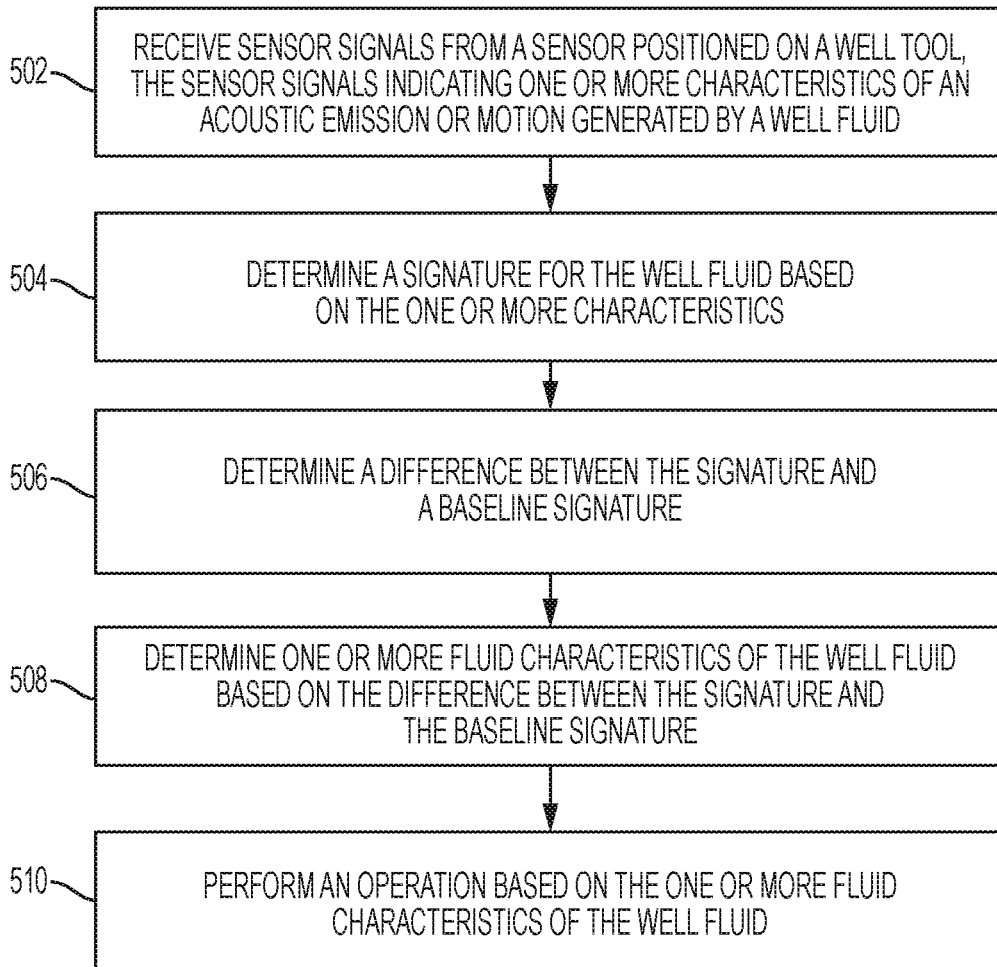 502
RECEIVE SENSOR SIGNALS FROM A SENSOR POSITIONED ON A WELL TOOL,
THE SENSOR SIGNALS INDICATING ONE OR MORE CHARACTERISTICS OF AN
ACOUSTIC EMISSION OR MOTION GENERATED BY A WELL FLUID
504
DETERMINE A SIGNATURE FOR THE WELL FLUID BASED
ON THE ONE OR MORE CHARACTERISTICS
506
DETERMINE A DIFFERENCE BETWEEN THE SIGNATURE AND
A BASELINE SIGNATURE
508
DETERMINE ONE OR MORE FLUID CHARACTERISTICS OF THE WELL FLUID
BASED ON THE DIFFERENCE BETWEEN THE SIGNATURE AND
THE BASELINE SIGNATURE
510
PERFORM AN OPERATION BASED ON THE ONE OR MORE FLUID
CHARACTERISTICS OF THE WELL FLUID